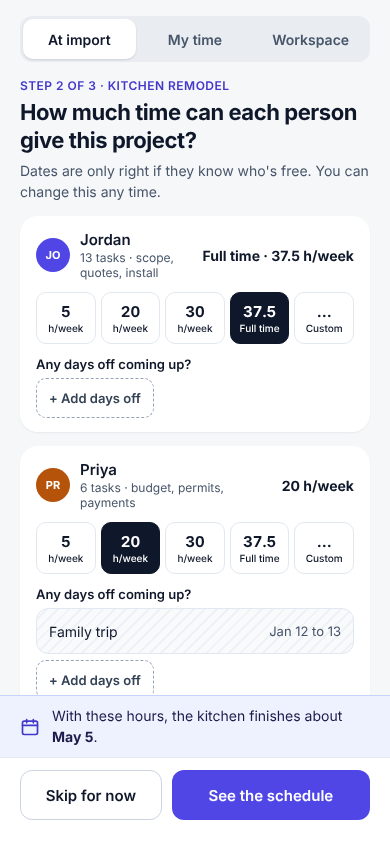 At import
My time
Workspace
STEP 2 OF 3 · KITCHEN REMODEL
How much time can each person
give this project?
Dates are only right if they know who's free. You can
change this any time.
JO
Jordan
13 tasks · scope,
quotes, install
Full time · 37.5 h/week
5
h/week
20
h/week
30
h/week
37.5
Full time
...
Custom
Any days off coming up?
+ Add days off
PR
Priya
6 tasks · budget, permits,
payments
20 h/week
5
h/week
20
h/week
30
h/week
37.5
Full time
...
Custom
Any days off coming up?
Family trip
Jan 12 to 13
+ Add days off
With these hours, the kitchen finishes about
May 5.
Skip for now
See the schedule